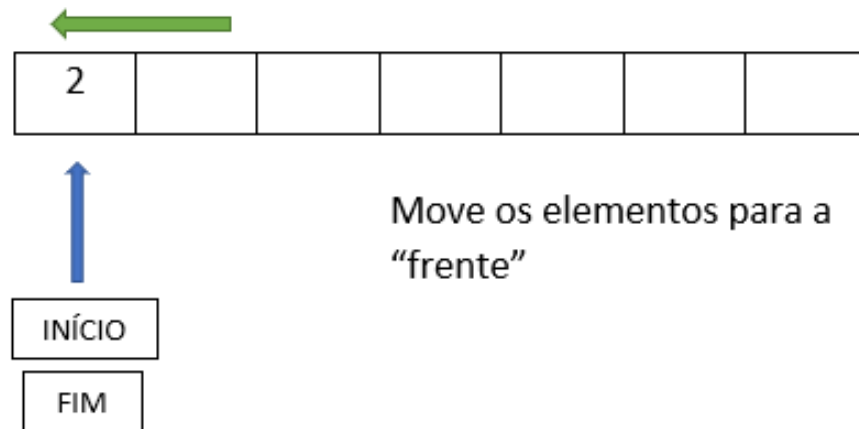 2
Move os elementos para a
“frente”
INÍCIO
FIM